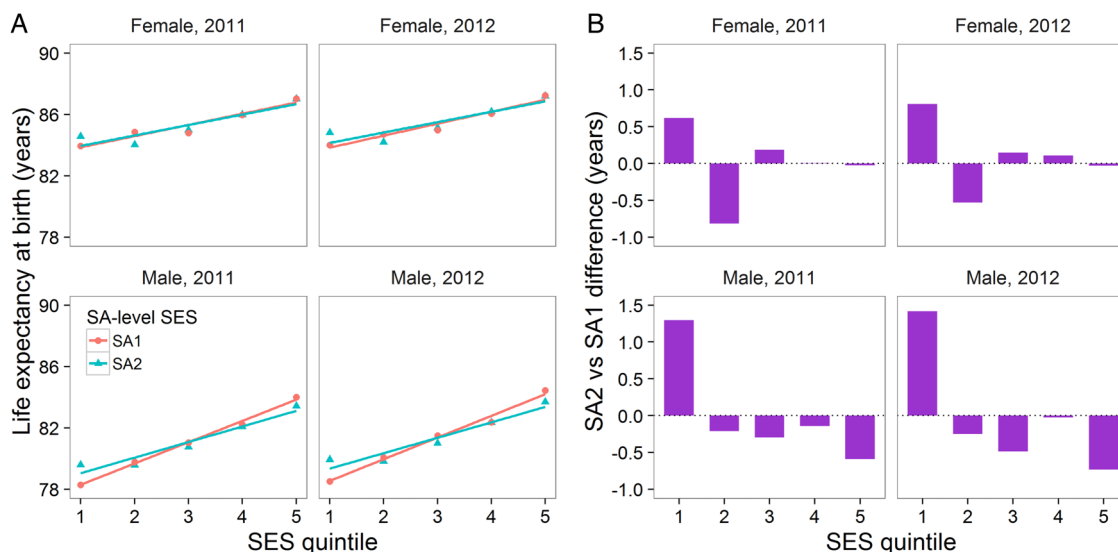 A
Female, 2011
Female, 2012
90
86
82
78
Male, 2011
Male, 2012
90
86
82
78
SA-level SES
SA1
SA2
1 2 3 4 5
1 2 3 4 5
Life expectancy at birth (years)
SES quintile
B
Female, 2011
Female, 2012
1.5
1.0
0.5
0.0
-0.5
-1.0
Male, 2011
Male, 2012
1.5
1.0
0.5
0.0
-0.5
-1.0
1 2 3 4 5
1 2 3 4 5
SA2 vs SA1 difference (years)
SES quintile